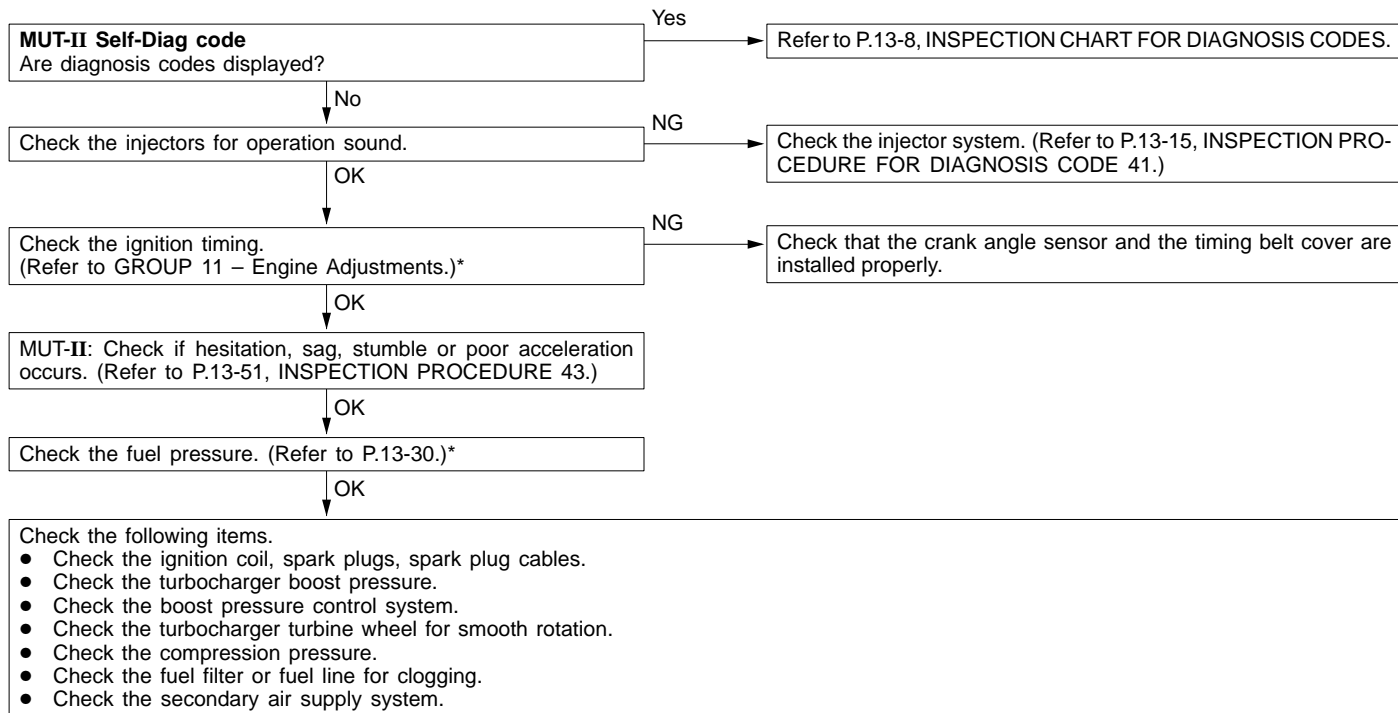 MUT-II Self-Diag code
Are diagnosis codes displayed?
Yes
Refer to P.13-8, INSPECTION CHART FOR DIAGNOSIS CODES.
No
Check the injectors for operation sound.
NG
Check the injector system. (Refer to P.13-15, INSPECTION PRO-
CEDURE FOR DIAGNOSIS CODE 41.)
OK
Check the ignition timing.
(Refer to GROUP 11 – Engine Adjustments.)*
NG
Check that the crank angle sensor and the timing belt cover are
installed properly.
OK
MUT-II: Check if hesitation, sag, stumble or poor acceleration
occurs. (Refer to P.13-51, INSPECTION PROCEDURE 43.)
OK
Check the fuel pressure. (Refer to P.13-30.)*
OK
Check the following items.
● Check the ignition coil, spark plugs, spark plug cables.
● Check the turbocharger boost pressure.
● Check the boost pressure control system.
● Check the turbocharger turbine wheel for smooth rotation.
● Check the compression pressure.
● Check the fuel filter or fuel line for clogging.
● Check the secondary air supply system.